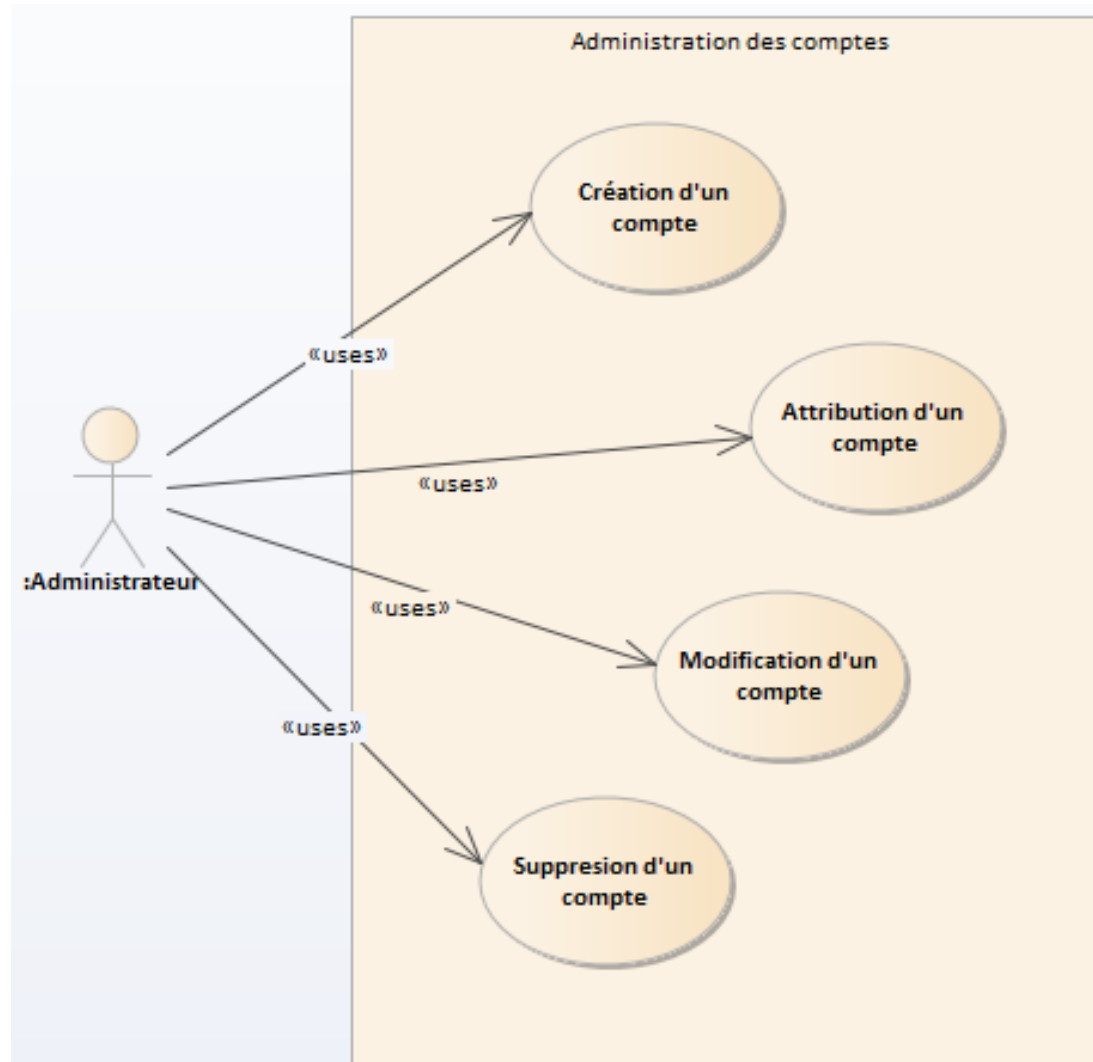 Administration des comptes
Création d'un
compte
«uses»
Attribution d'un
compte
«uses»
:Administrateur
«uses»
Modification d'un
compte
«uses»
Suppresion d'un
compte